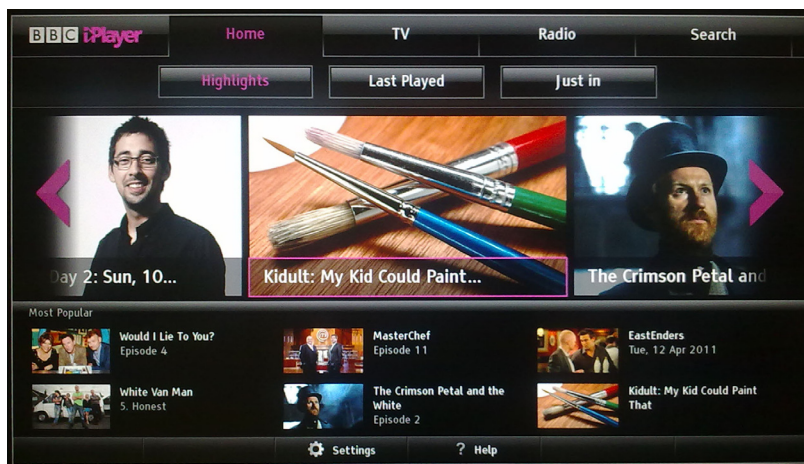 BBC iPlayer
Home
TV
Radio
Search
Highlights
Last Played
Just in
Day 2: Sun, 10...
Kidult: My Kid Could Paint...
The Crimson Petal and
Most Popular
Would I Lie To You?
Episode 4
MasterChef
Episode 11
EastEnders
Tue, 12 Apr 2011
White Van Man
5. Honest
The Crimson Petal and the
White
Episode 2
Kidult: My Kid Could Paint
That
Settings
? Help